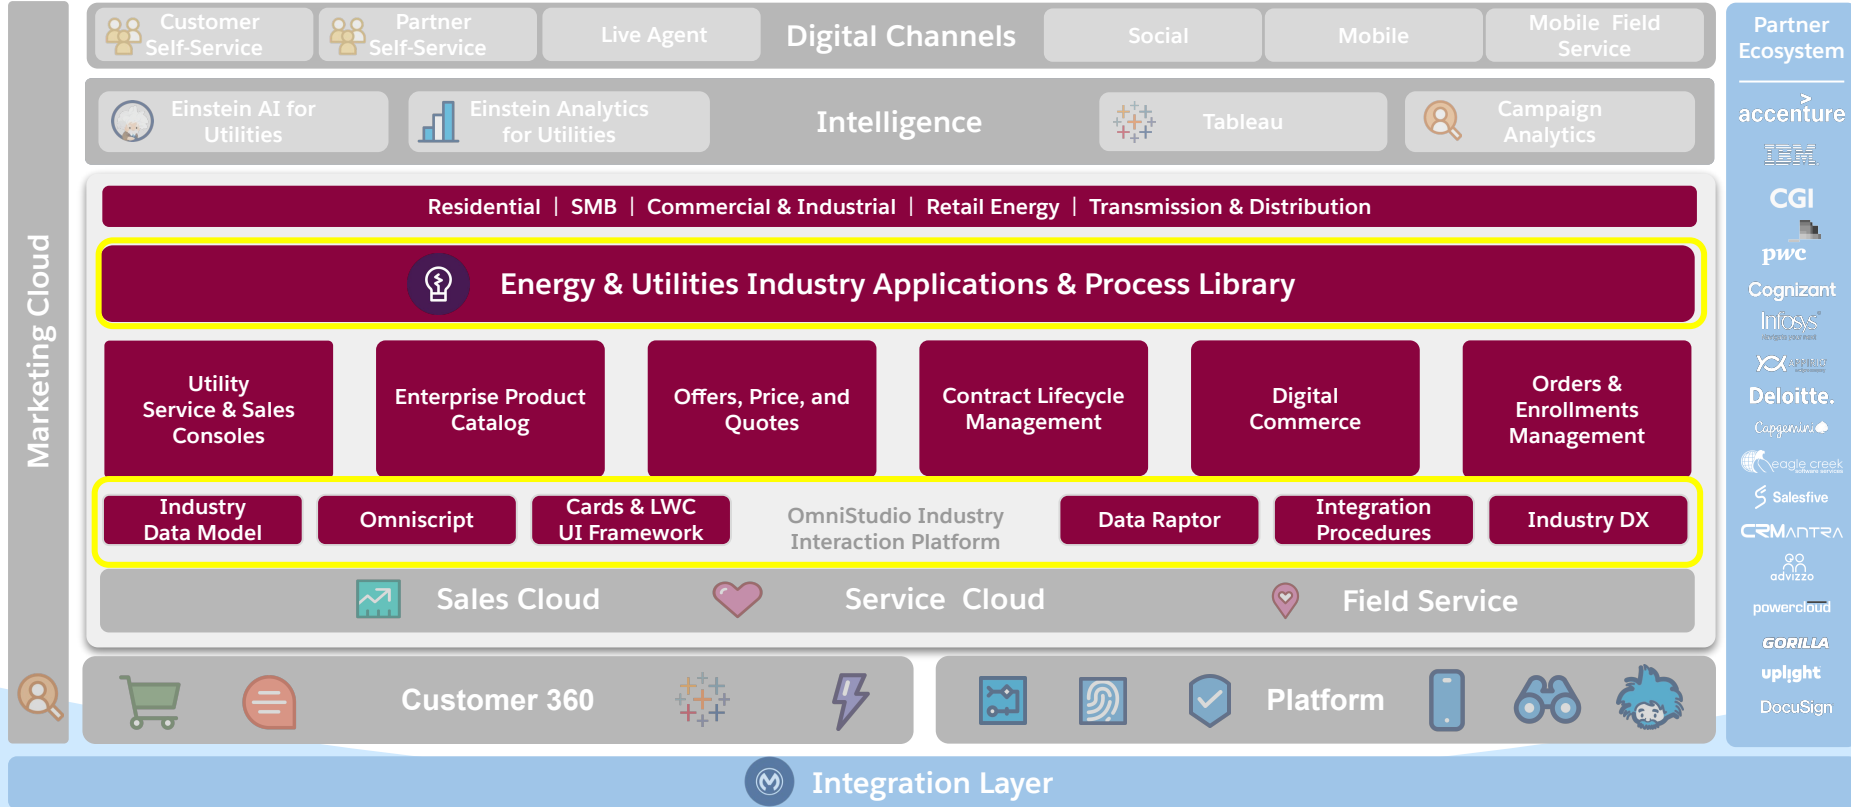 Customer
Self-Service
Partner
Self-Service
Live Agent
Digital Channels
Social
Mobile
Mobile Field
Service
Einstein AI for
Utilities
Einstein Analytics
for Utilities
Intelligence
Tableau
Campaign
Analytics
Residential | SMB | Commercial & Industrial | Retail Energy | Transmission & Distribution
Energy & Utilities Industry Applications & Process Library
Utility
Service & Sales
Consoles
Enterprise Product
Catalog
Offers, Price, and
Quotes
Contract Lifecycle
Management
Digital
Commerce
Orders &
Enrollments
Management
Industry
Data Model
Omniscript
Cards & LWC
UI Framework
OmniStudio Industry
Interaction Platform
Data Raptor
Integration
Procedures
Industry DX
Sales Cloud
Service Cloud
Field Service
Customer 360
Platform
Integration Layer
Marketing Cloud
Partner
Ecosystem
accenture
IBM
CGI
pwc
Cognizant
Infosys
Deloitte.
Capgemini
eagle creek
Salesfive
CRMANTRA
advizzo
powercloud
GORILLA
uplight
DocuSign